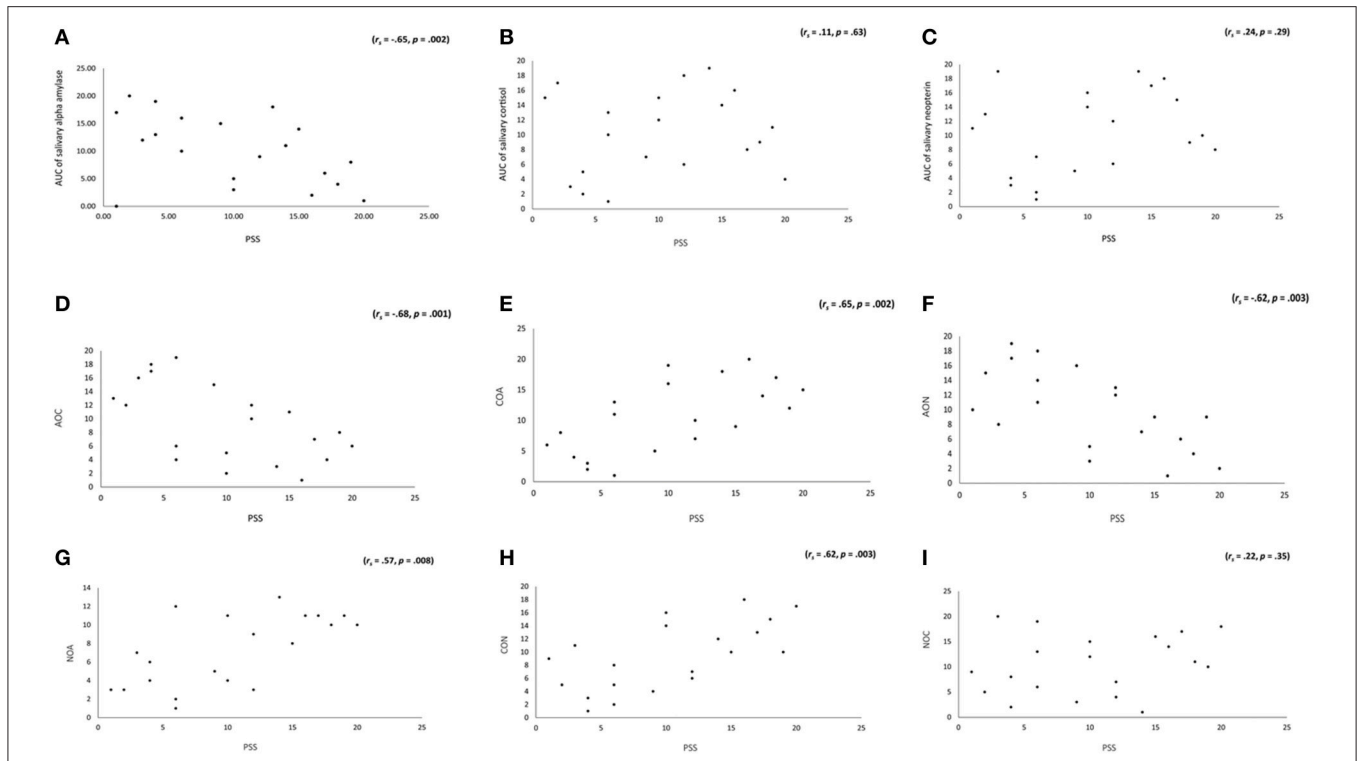 A
(rs = -.65, p = .002)
AUC of salivary alpha amylase
25.00
20.00
15.00
10.00
5.00
0.00
0.00 5.00 10.00 15.00 20.00 25.00
PSS
B
(rs = .11, p = .63)
AUC of salivary cortisol
20
18
16
14
12
10
8
6
4
2
0
0 5 10 15 20 25
PSS
C
(rs = .24, p = .29)
AUC of salivary neopterin
20
18
16
14
12
10
8
6
4
2
0
0 5 10 15 20 25
PSS
D
(rs = -.68, p = .001)
AOC
20
18
16
14
12
10
8
6
4
2
0
0 5 10 15 20 25
PSS
E
(rs = .65, p = .002)
COA
25
20
15
10
5
0
0 5 10 15 20 25
PSS
F
(rs = -.62, p = .003)
AON
20
18
16
14
12
10
8
6
4
2
0
0 5 10 15 20 25
PSS
G
(rs = .57, p = .008)
NOA
14
12
10
8
6
4
2
0
0 5 10 15 20 25
PSS
H
(rs = .62, p = .003)
CON
20
18
16
14
12
10
8
6
4
2
0
0 5 10 15 20 25
PSS
I
(rs = .22, p = .35)
NOC
25
20
15
10
5
0
0 5 10 15 20 25
PSS